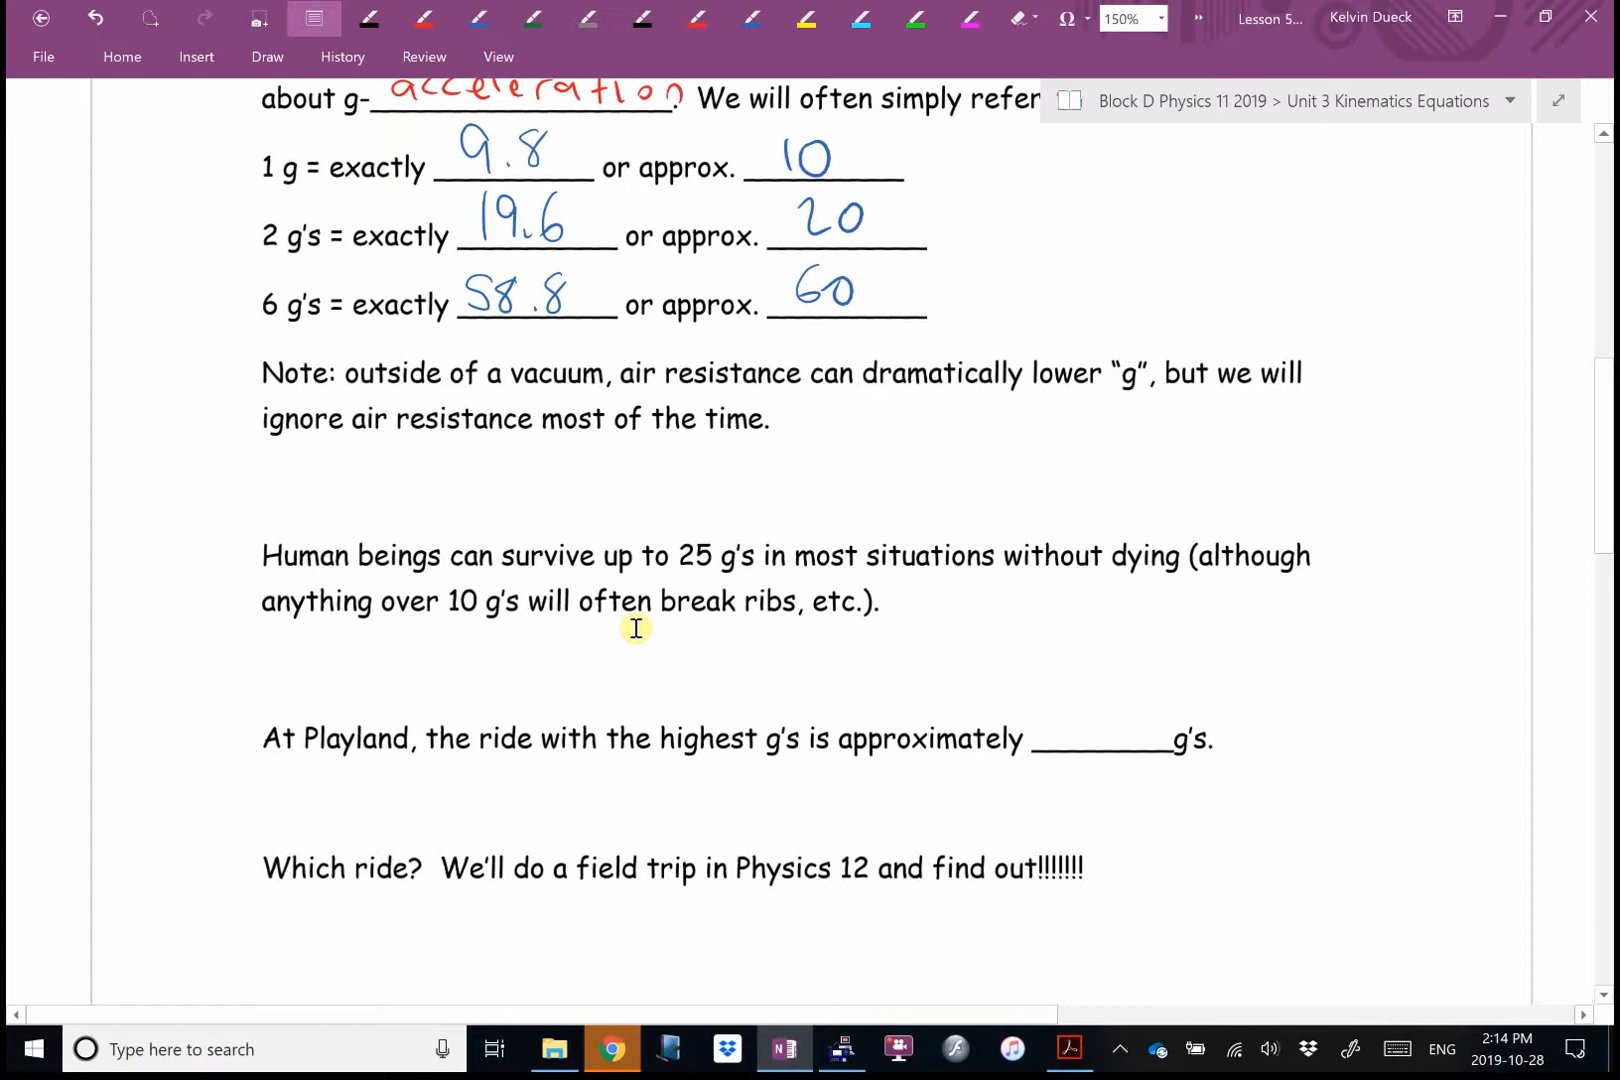 150%
Lesson 5...
Kelvin Dueck
File Home Insert Draw History Review View
about g- acceleration. We will often simply refer
Block D Physics 11 2019 > Unit 3 Kinematics Equations
1 g = exactly 9.8 or approx. 10
2 g's = exactly 19.6 or approx. 20
6 g's = exactly 58.8 or approx. 60
Note: outside of a vacuum, air resistance can dramatically lower “g”, but we will
ignore air resistance most of the time.
Human beings can survive up to 25 g's in most situations without dying (although
anything over 10 g's will often break ribs, etc.).
At Playland, the ride with the highest g's is approximately _________g's.
Which ride? We'll do a field trip in Physics 12 and find out!!!!!!!
Type here to search
ENG
2:14 PM
2019-10-28